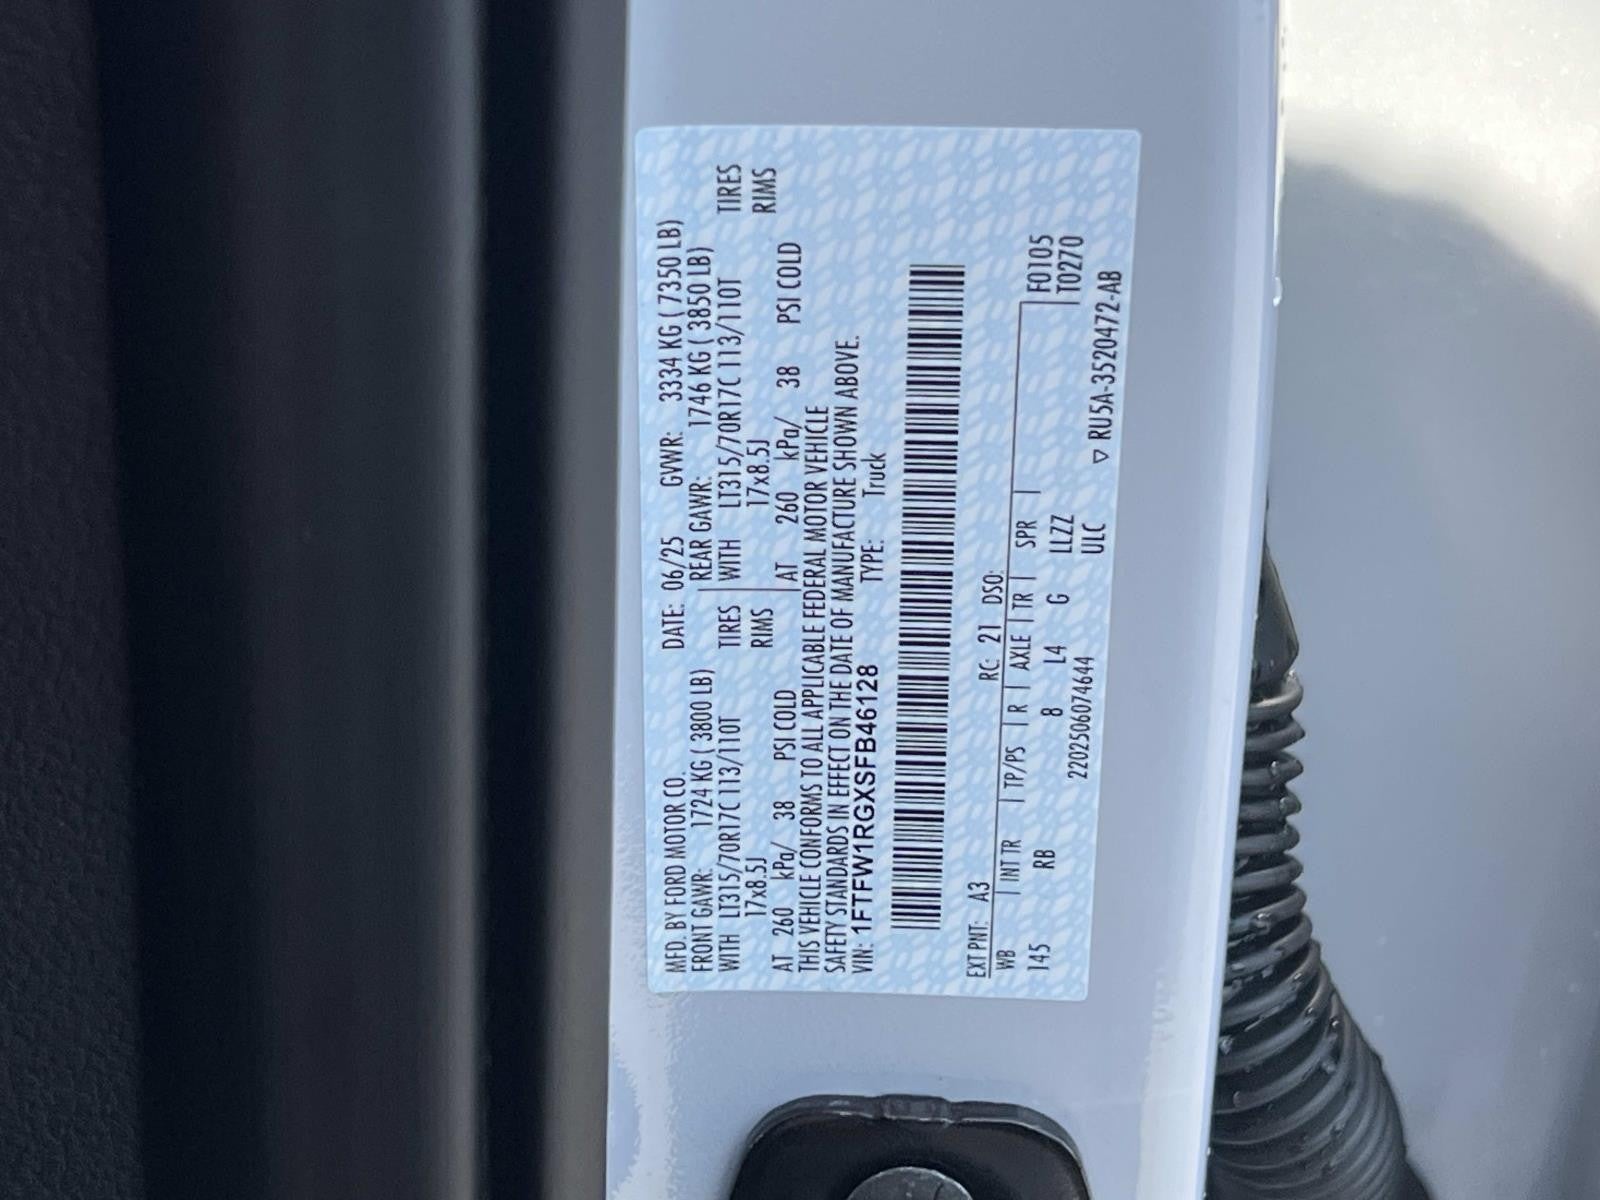 MFD. BY FORD MOTOR CO. DATE: 06/25 GVWR: 3334 KG ( 7350 LB)
FRONT GAWR: 1724 KG ( 3800 LB) REAR GAWR: 1746 KG ( 3850 LB)
WITH LT315/70R17C 113/110T TIRES WITH LT315/70R17C 113/110T TIRES
17x8.5J RIMS 17x8.5J RIMS
AT 260 kPa/ 38 PSI COLD AT 260 kPa/ 38 PSI COLD
THIS VEHICLE CONFORMS TO ALL APPLICABLE FEDERAL MOTOR VEHICLE
SAFETY STANDARDS IN EFFECT ON THE DATE OF MANUFACTURE SHOWN ABOVE.
VIN: 1FTFW1RGXSFB46128 TYPE: Truck
EXT PNT: A3 RC: 21 DSO:
WB INT TR TP/PS R AXLE TR SPR F0105
145 RB 8 L4 G LLZZ T0270
220250607464​4 ULC ▽ RU5A-3520472-AB